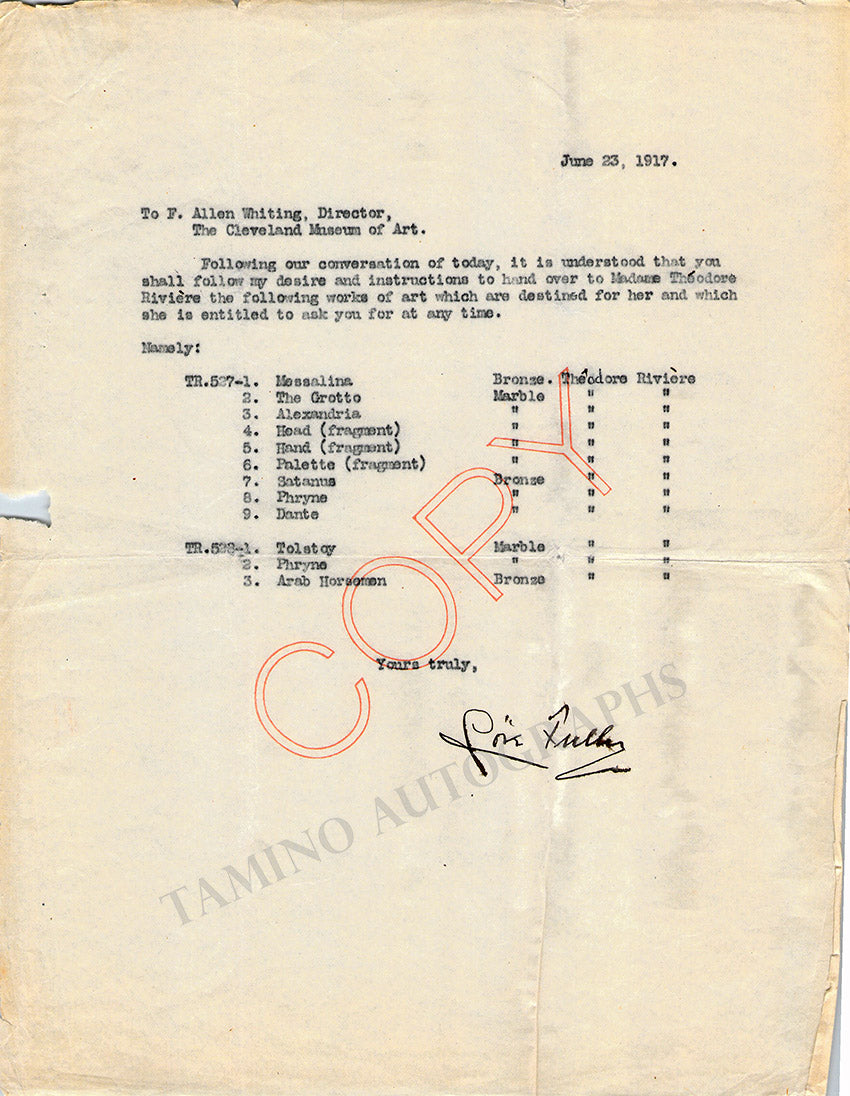 June 23, 1917.
To F. Allen Whiting, Director,
The Cleveland Museum of Art.
Following our conversation of today, it is understood that you
shall follow my desire and instructions to hand over to Madame Théodore
Rivière the following works of art which are destined for her and which
she is entitled to ask you for at any time.
Namely:
TR.527-1. Messalina Bronze. Théodore Rivière
2. The Grotto Marble " "
3. Alexandria " " "
4. Head (fragment) " " "
5. Hand (fragment) " " "
6. Palette (fragment) " " "
7. Satanus Bronze " "
8. Phryne " " "
9. Dante " " "
TR.528-1. Tolstoy Marble " "
2. Phryne " " "
3. Arab Horsemen Bronze " "
COPY
Yours truly,
Loïe Fuller
TAMINO AUTOGRAPHS